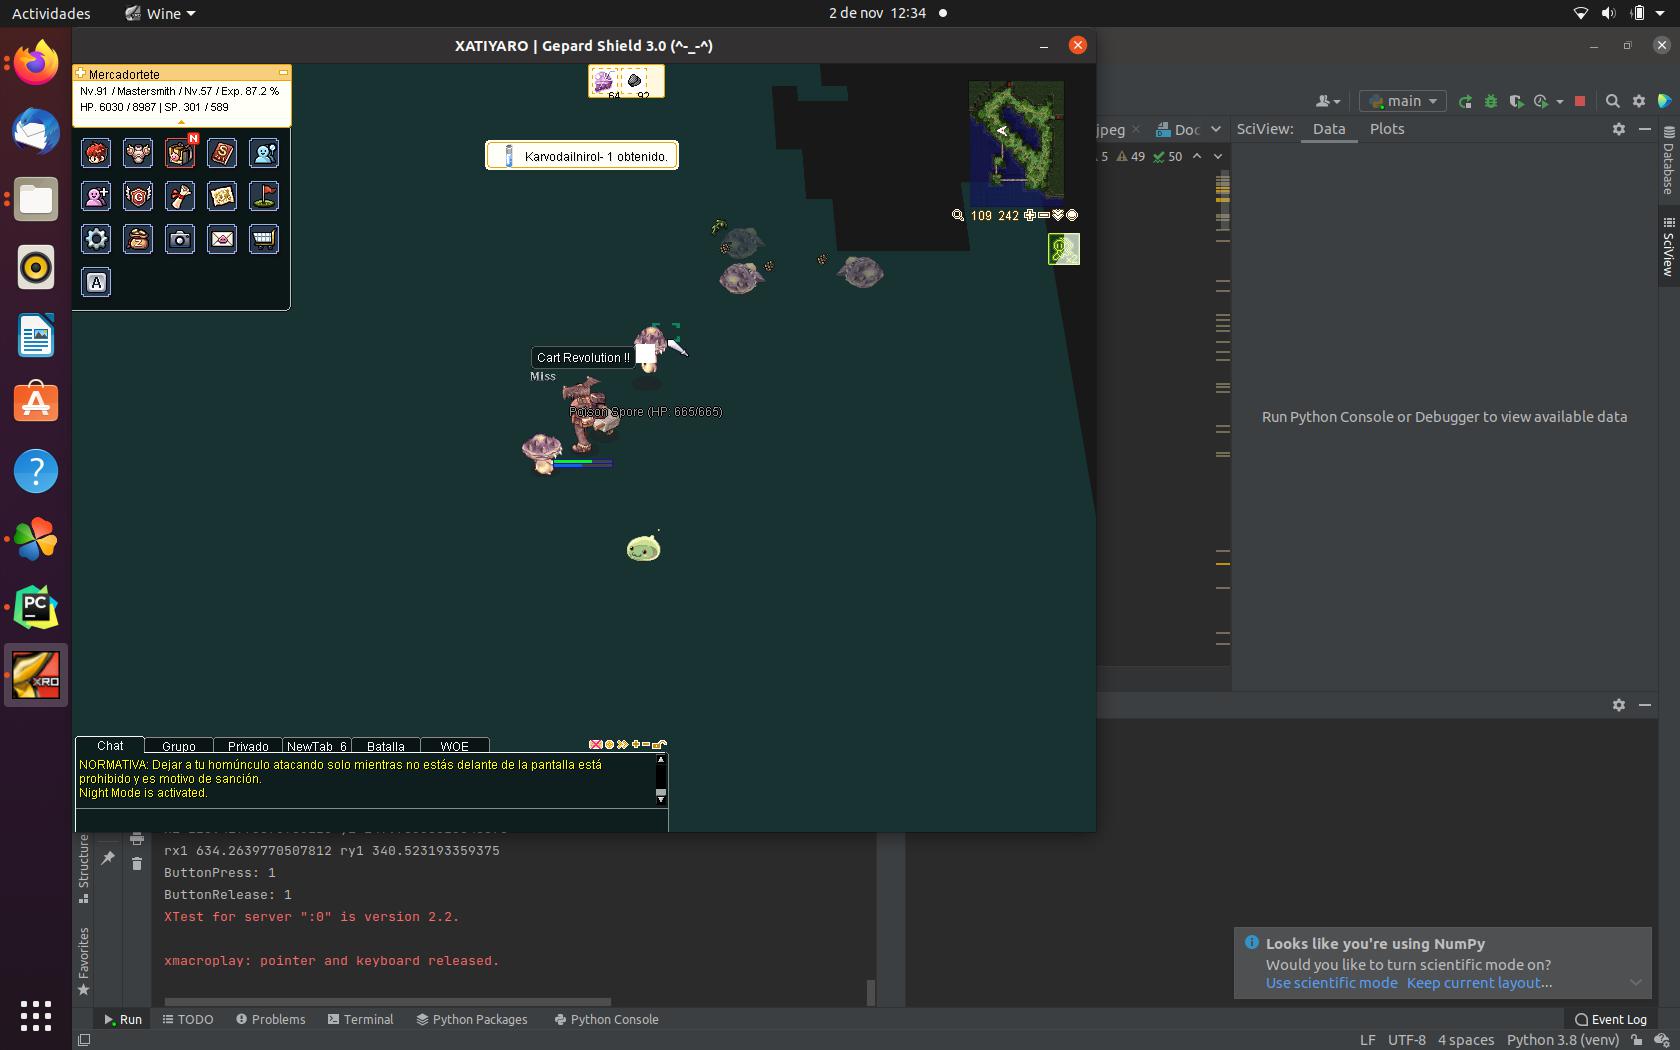 Actividades
Wine
2 de nov 12:34
XATIYARO | Gepard Shield 3.0 (^-_-^)
Mercadortete
Nv.91 / Mastersmith / Nv.57 / Exp. 87.2 %
HP. 6030 / 8987 | SP. 301 / 589
N
A
64
92
Karvodailnirol- 1 obtenido.
109 242
Cart Revolution !!
Miss
Poison Spore (HP: 665/665)
Chat
Grupo
Privado
NewTab_6
Batalla
WOE
NORMATIVA: Dejar a tu homúnculo atacando solo mientras no estás delante de la pantalla está
prohibido y es motivo de sanción.
Night Mode is activated.
main
jpeg
Doc
SciView:
Data
Plots
5
49
50
Database
SciView
Run Python Console or Debugger to view available data
Structure
Favorites
rx1 634.2639770507812 ry1 340.523193359375
ButtonPress: 1
ButtonRelease: 1
XTest for server ":0" is version 2.2.
xmacroplay: pointer and keyboard released.
Looks like you're using NumPy
Would you like to turn scientific mode on?
Use scientific mode
Keep current layout...
Run
TODO
Problems
Terminal
Python Packages
Python Console
Event Log
LF
UTF-8
4 spaces
Python 3.8 (venv)
PC
XRO